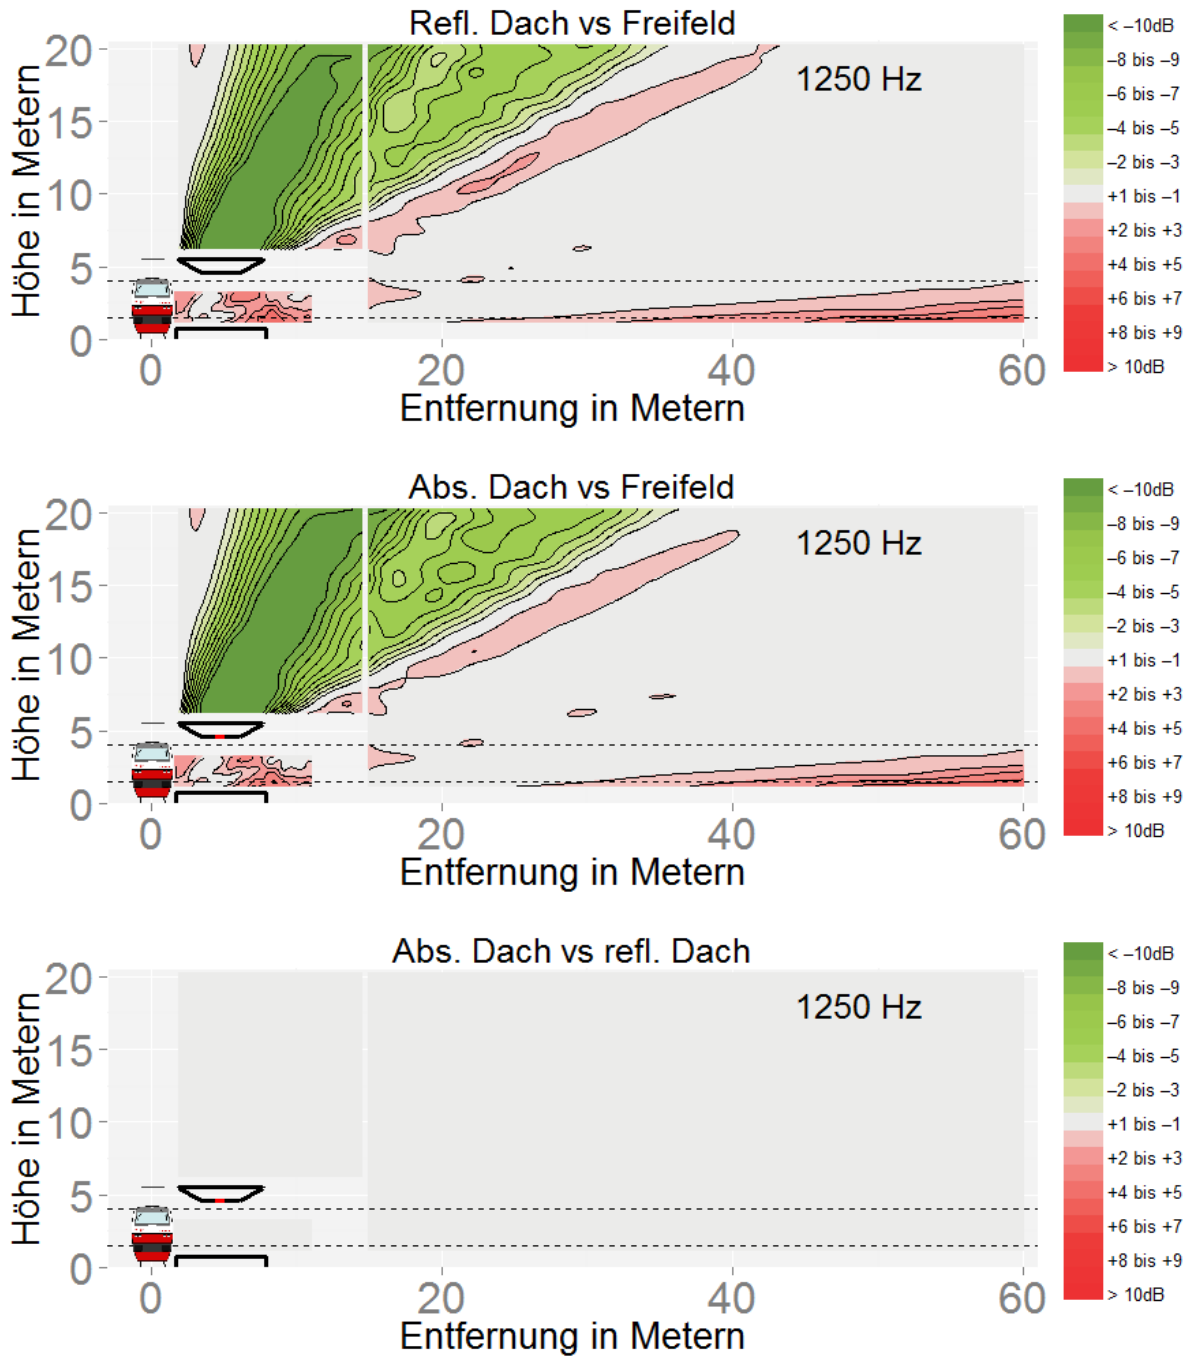 Refl. Dach vs Freifeld
1250 Hz
Höhe in Metern
20
15
10
5
0
0 20 40 60
Entfernung in Metern
< –10dB
–8 bis –9
–6 bis –7
–4 bis –5
–2 bis –3
+1 bis –1
+2 bis +3
+4 bis +5
+6 bis +7
+8 bis +9
> 10dB
Abs. Dach vs Freifeld
1250 Hz
Höhe in Metern
20
15
10
5
0
0 20 40 60
Entfernung in Metern
< –10dB
–8 bis –9
–6 bis –7
–4 bis –5
–2 bis –3
+1 bis –1
+2 bis +3
+4 bis +5
+6 bis +7
+8 bis +9
> 10dB
Abs. Dach vs refl. Dach
1250 Hz
Höhe in Metern
20
15
10
5
0
0 20 40 60
Entfernung in Metern
< –10dB
–8 bis –9
–6 bis –7
–4 bis –5
–2 bis –3
+1 bis –1
+2 bis +3
+4 bis +5
+6 bis +7
+8 bis +9
> 10dB